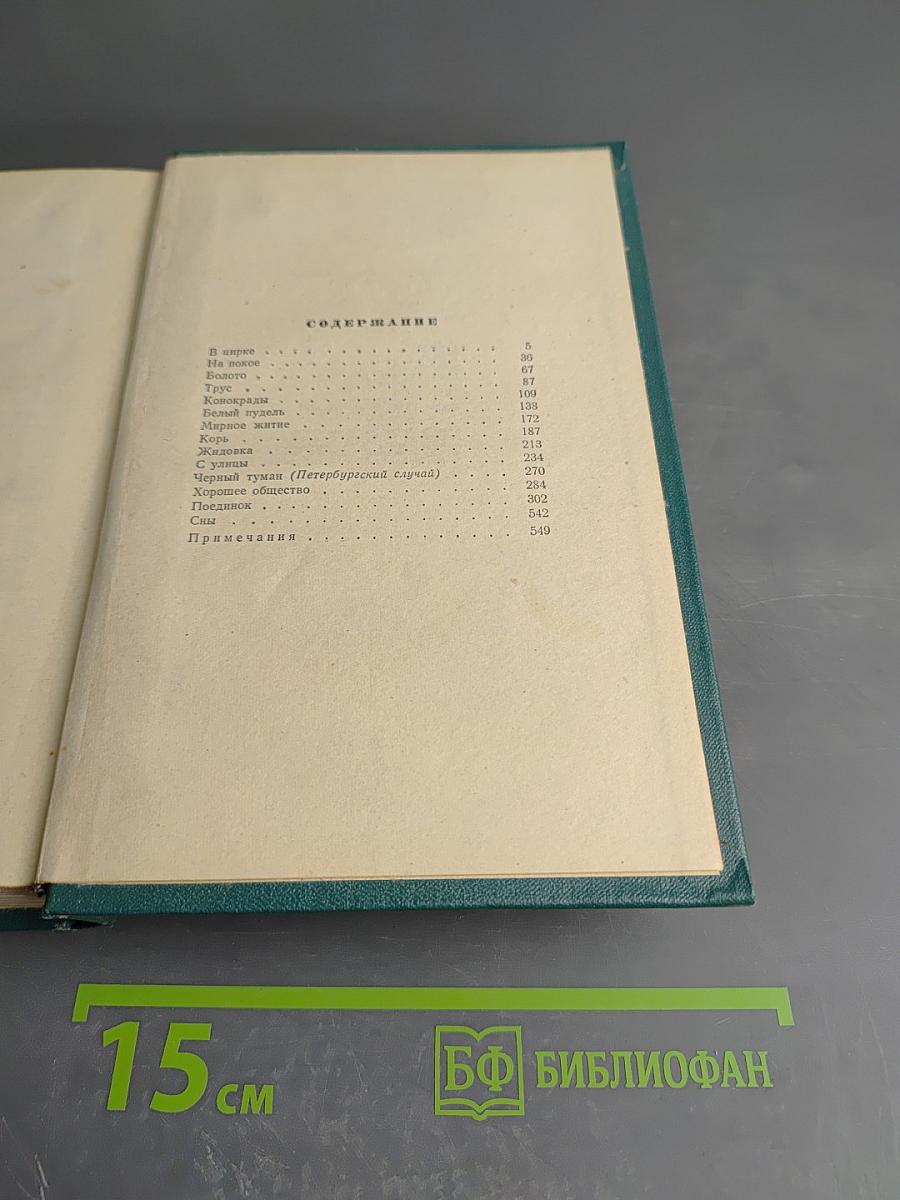 СОДЕРЖАНИЕ
В цирке . . . . . . . . . . . . . . . 5
На покое . . . . . . . . . . . . . . . 36
Болото . . . . . . . . . . . . . . . 67
Трус . . . . . . . . . . . . . . . 87
Конокрады . . . . . . . . . . . . . . . 109
Белый пудель . . . . . . . . . . . . . . 138
Мирное житие . . . . . . . . . . . . . . 172
Корь . . . . . . . . . . . . . . . 187
Жидовка . . . . . . . . . . . . . . . 213
С улицы . . . . . . . . . . . . . . . 234
Черный туман (Петербургский случай) . . . . 270
Хорошее общество . . . . . . . . . . . . 284
Поединок . . . . . . . . . . . . . . . 302
Сны . . . . . . . . . . . . . . . 542
Примечания . . . . . . . . . . . . . 549
15 см
БФ БИБЛИОФАН